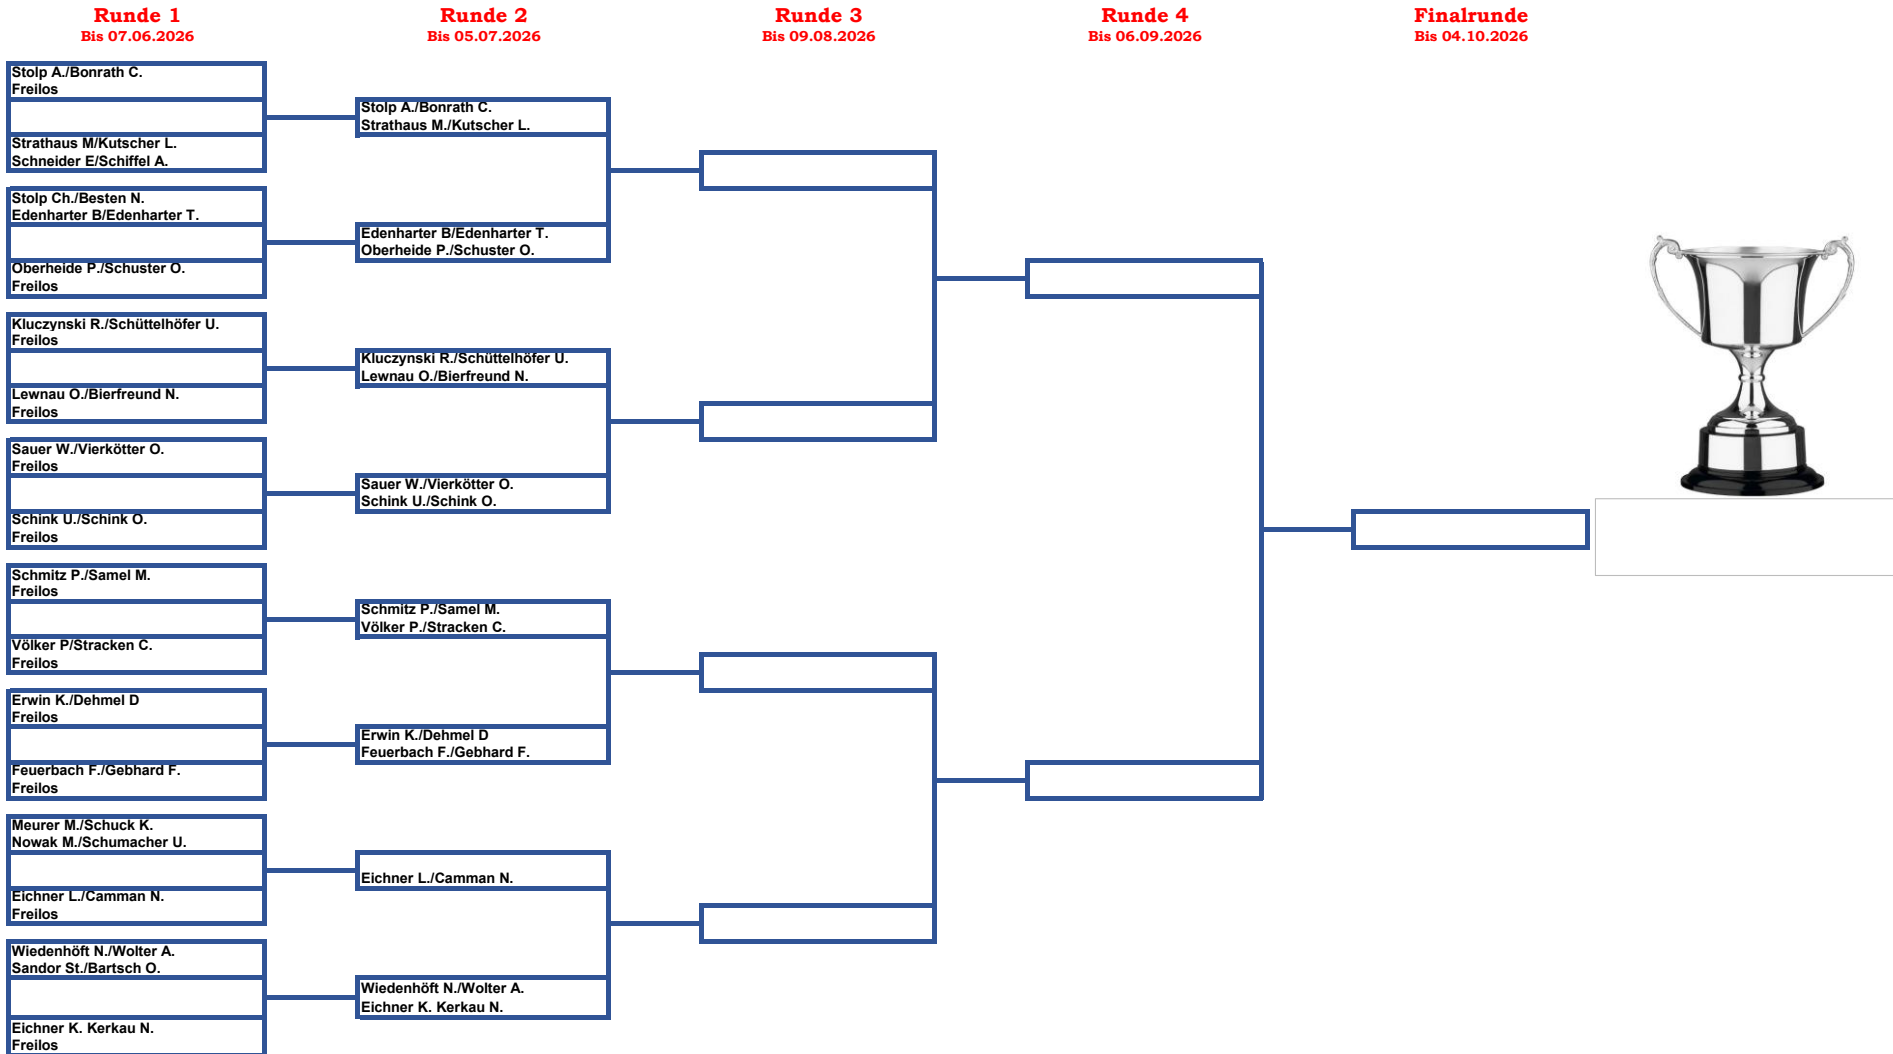 Runde 1
Bis 07.06.2026
Runde 2
Bis 05.07.2026
Runde 3
Bis 09.08.2026
Runde 4
Bis 06.09.2026
Finalrunde
Bis 04.10.2026
Stolp A./Bonrath C.
Freilos
Strathaus M/Kutscher L.
Schneider E/Schiffel A.
Stolp Ch./Besten N.
Edenharter B/Edenharter T.
Oberheide P./Schuster O.
Freilos
Kluczynski R./Schüttelhöfer U.
Freilos
Lewnau O./Bierfreund N.
Freilos
Sauer W./Vierkötter O.
Freilos
Schink U./Schink O.
Freilos
Schmitz P./Samel M.
Freilos
Völker P/Stracken C.
Freilos
Erwin K./Dehmel D
Freilos
Feuerbach F./Gebhard F.
Freilos
Meurer M./Schuck K.
Nowak M./Schumacher U.
Eichner L./Camman N.
Freilos
Wiedenhöft N./Wolter A.
Sandor St./Bartsch O.
Eichner K. Kerkau N.
Freilos
Stolp A./Bonrath C.
Strathaus M./Kutscher L.
Edenharter B/Edenharter T.
Oberheide P./Schuster O.
Kluczynski R./Schüttelhöfer U.
Lewnau O./Bierfreund N.
Sauer W./Vierkötter O.
Schink U./Schink O.
Schmitz P./Samel M.
Völker P./Stracken C.
Erwin K./Dehmel D
Feuerbach F./Gebhard F.
Eichner L./Camman N.
Wiedenhöft N./Wolter A.
Eichner K. Kerkau N.